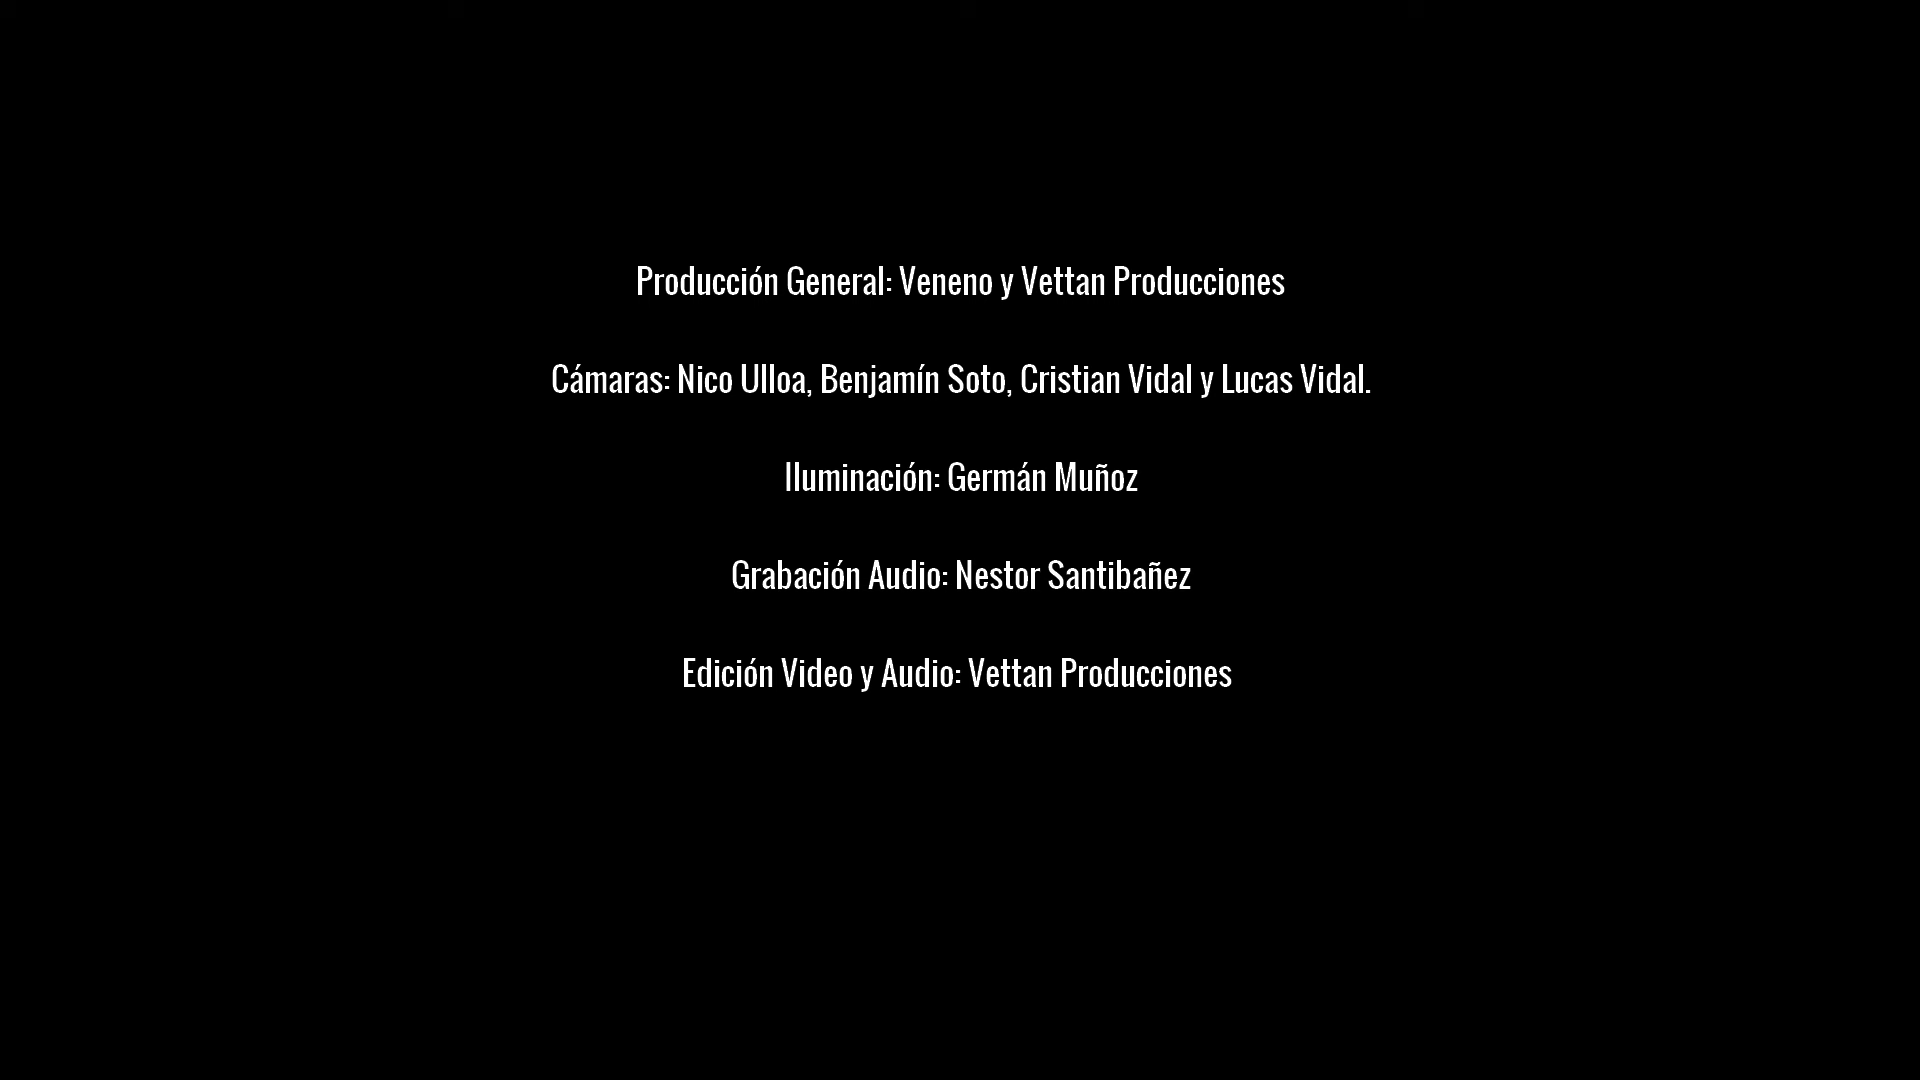 Producción General: Veneno y Vettan Producciones
Cámaras: Nico Ulloa, Benjamín Soto, Cristian Vidal y Lucas Vidal.
Iluminación: Germán Muñoz
Grabación Audio: Nestor Santibañez
Edición Video y Audio: Vettan Producciones